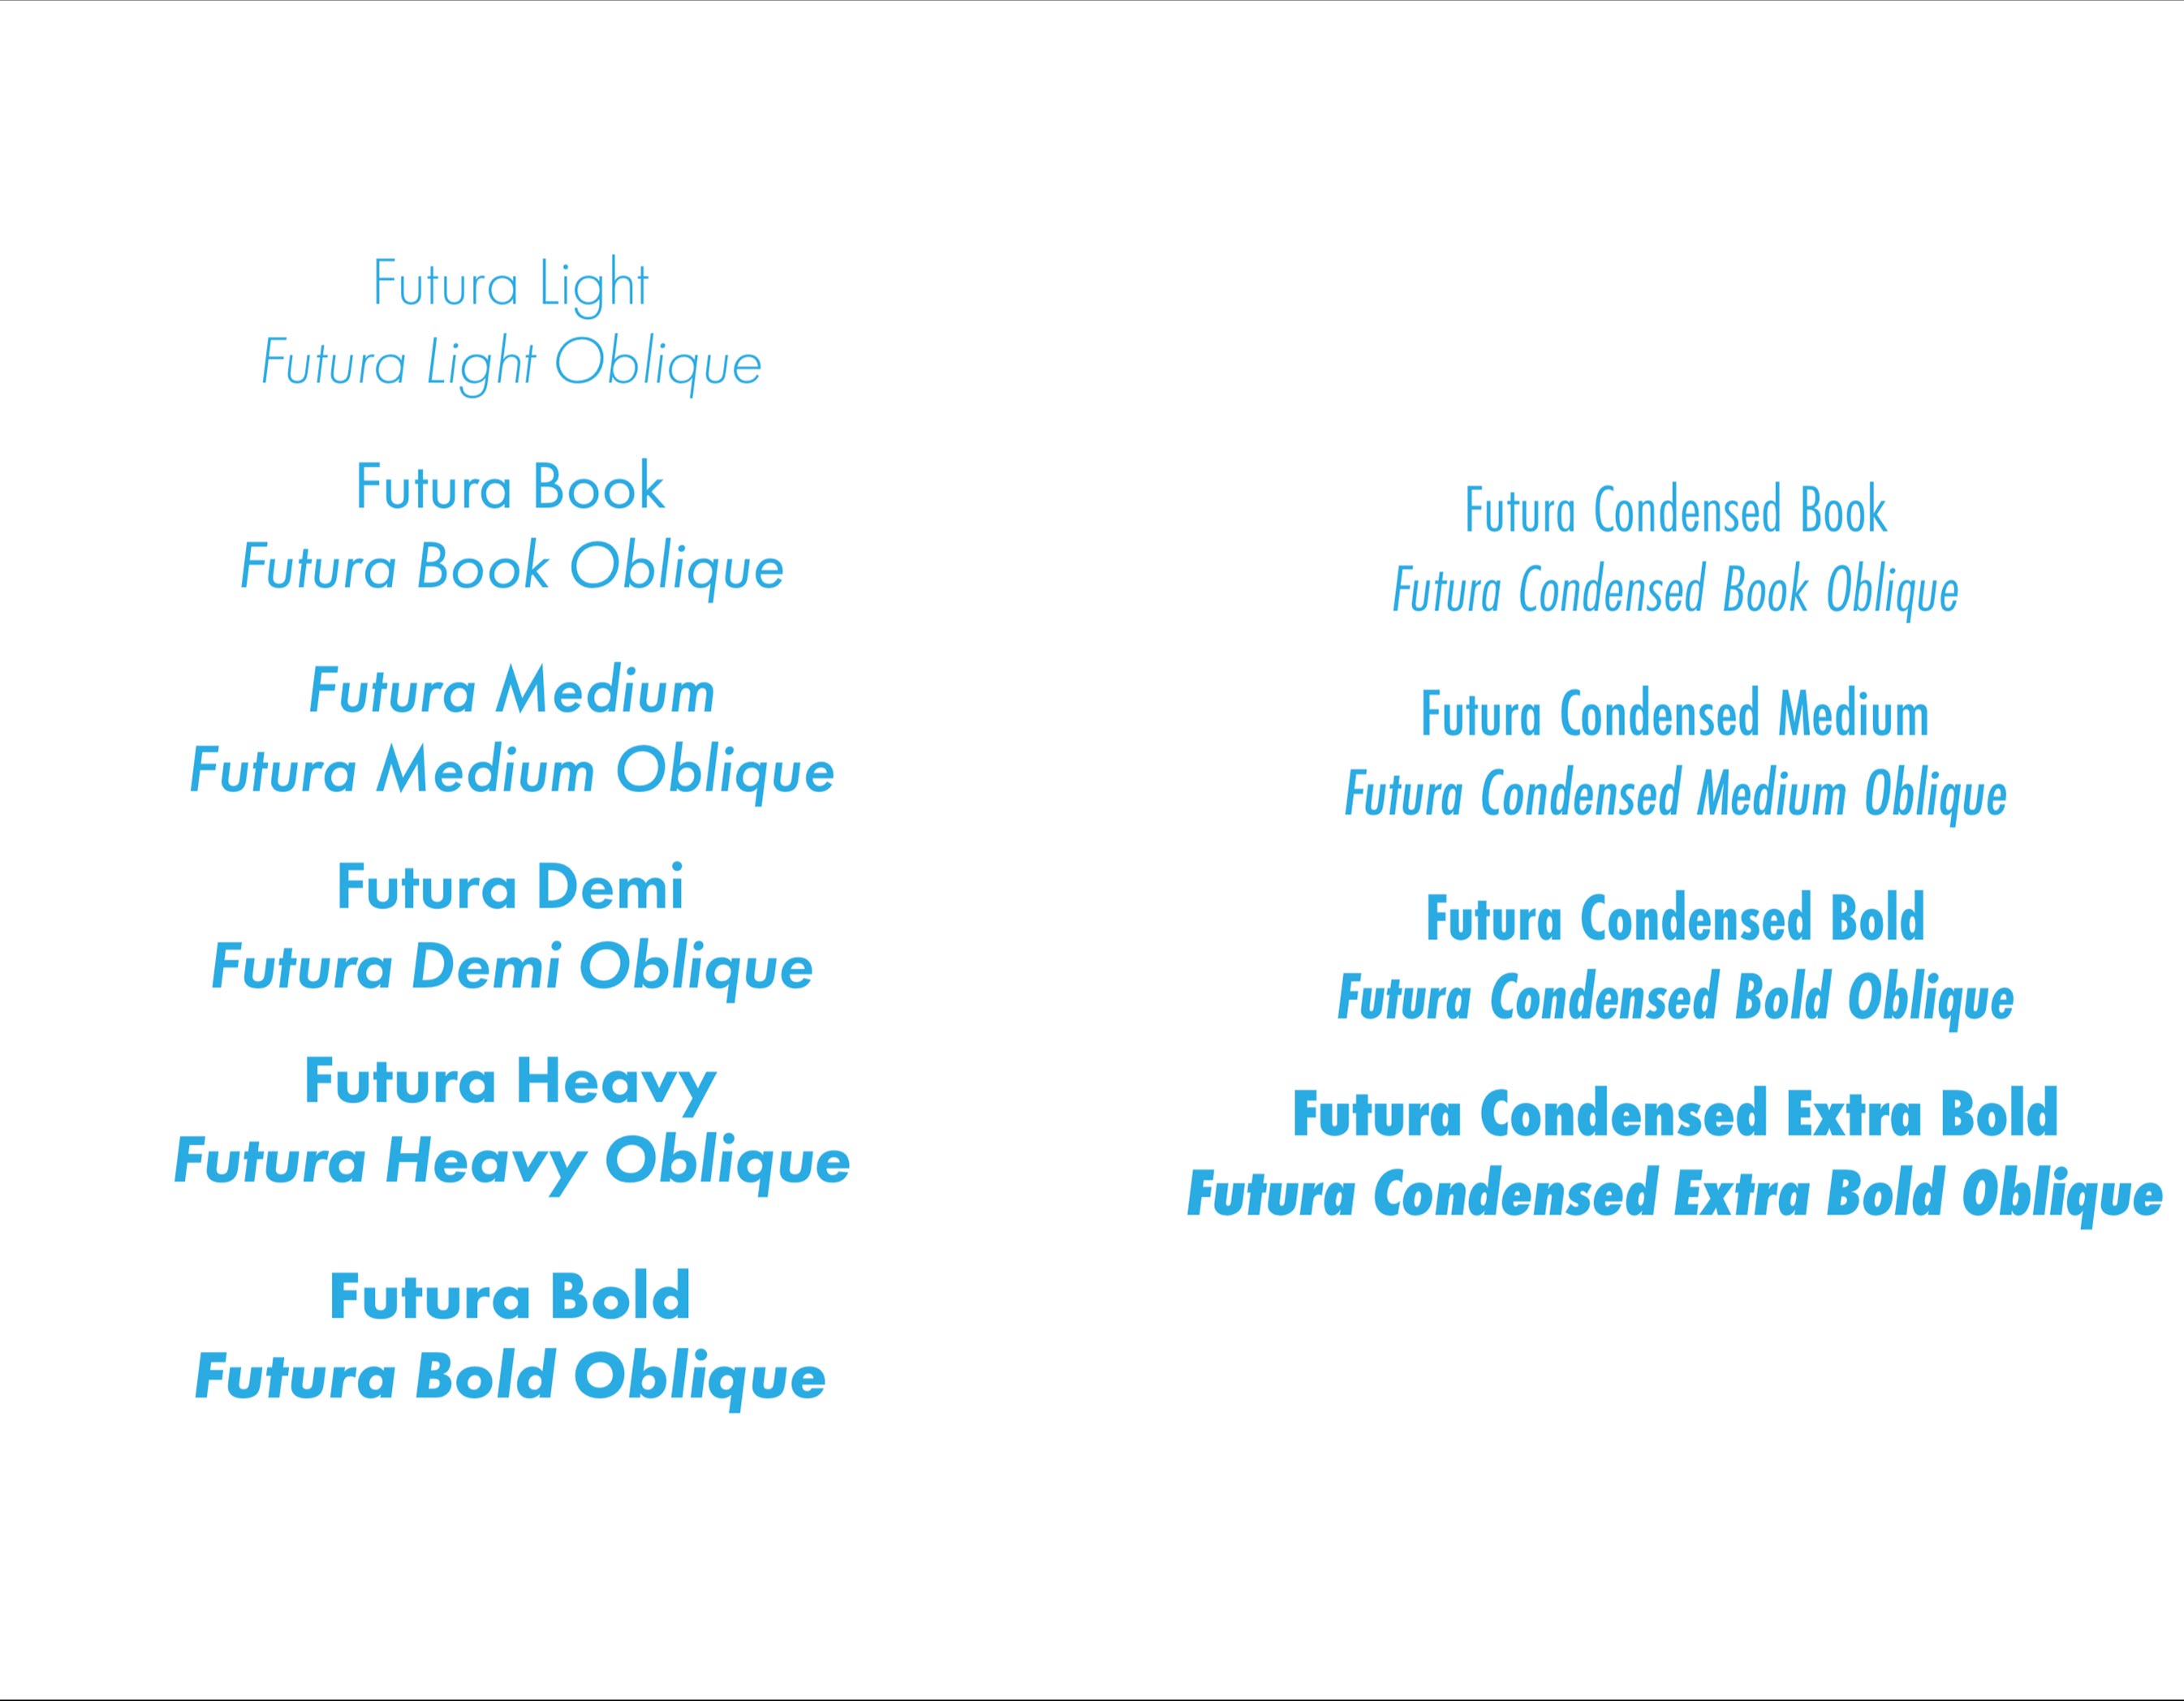 Futura Light
Futura Light Oblique
Futura Book
Futura Book Oblique
Futura Medium
Futura Medium Oblique
Futura Demi
Futura Demi Oblique
Futura Heavy
Futura Heavy Oblique
Futura Bold
Futura Bold Oblique
Futura Condensed Book
Futura Condensed Book Oblique
Futura Condensed Medium
Futura Condensed Medium Oblique
Futura Condensed Bold
Futura Condensed Bold Oblique
Futura Condensed Extra Bold
Futura Condensed Extra Bold Oblique